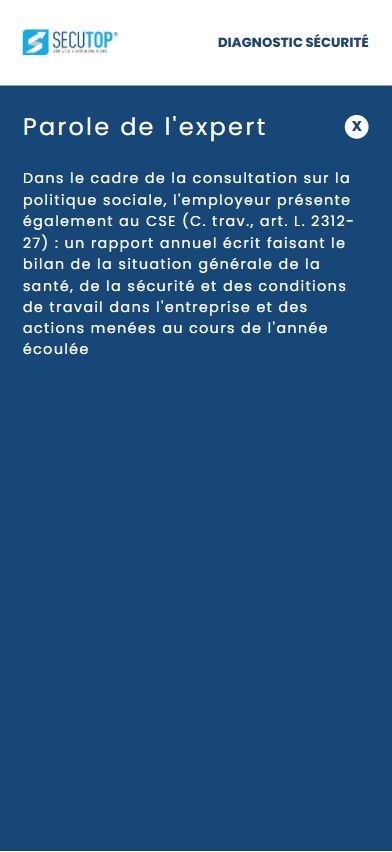 SECUTOP®
DIAGNOSTIC SÉCURITÉ
Parole de l'expert
X
Dans le cadre de la consultation sur la
politique sociale, l'employeur présente
également au CSE (C. trav., art. L. 2312-
27) : un rapport annuel écrit faisant le
bilan de la situation générale de la
santé, de la sécurité et des conditions
de travail dans l'entreprise et des
actions menées au cours de l'année
écoulée